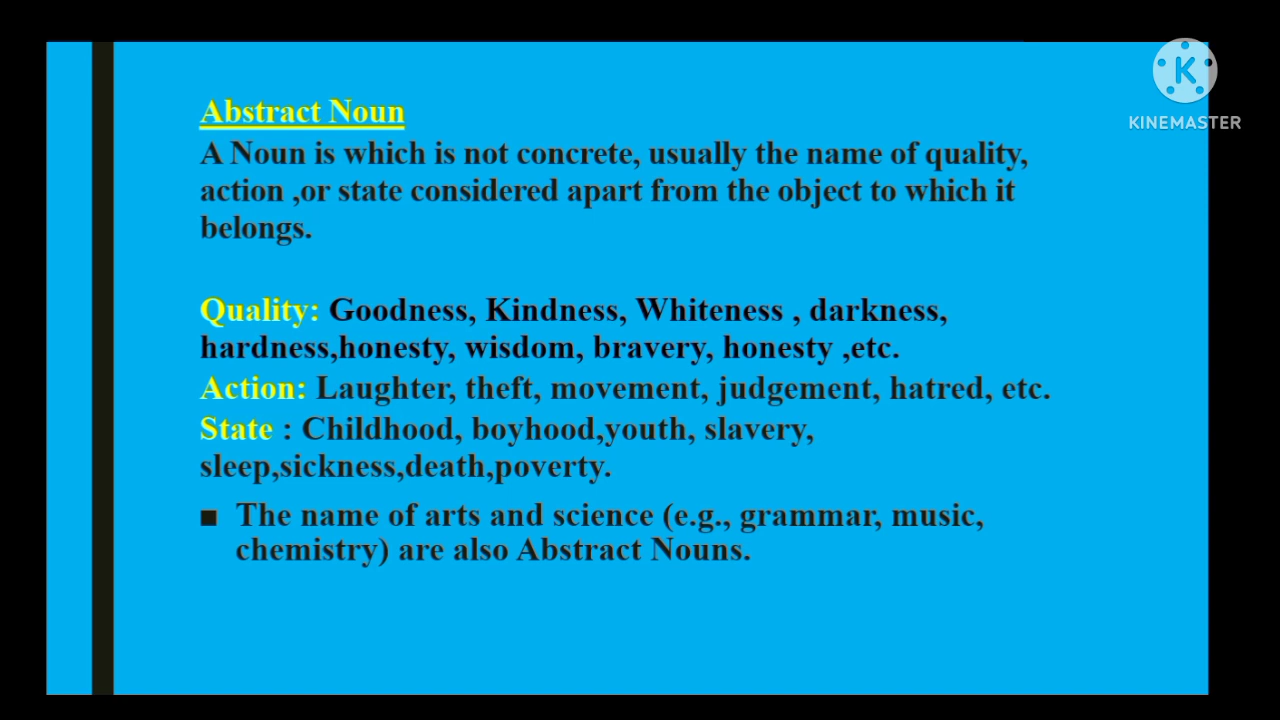 KINEMASTER
Abstract Noun
A Noun is which is not concrete, usually the name of quality,
action ,or state considered apart from the object to which it
belongs.
Quality: Goodness, Kindness, Whiteness , darkness,
hardness,honesty, wisdom, bravery, honesty ,etc.
Action: Laughter, theft, movement, judgement, hatred, etc.
State : Childhood, boyhood,youth, slavery,
sleep,sickness,death,poverty.
■ The name of arts and science (e.g., grammar, music,
chemistry) are also Abstract Nouns.